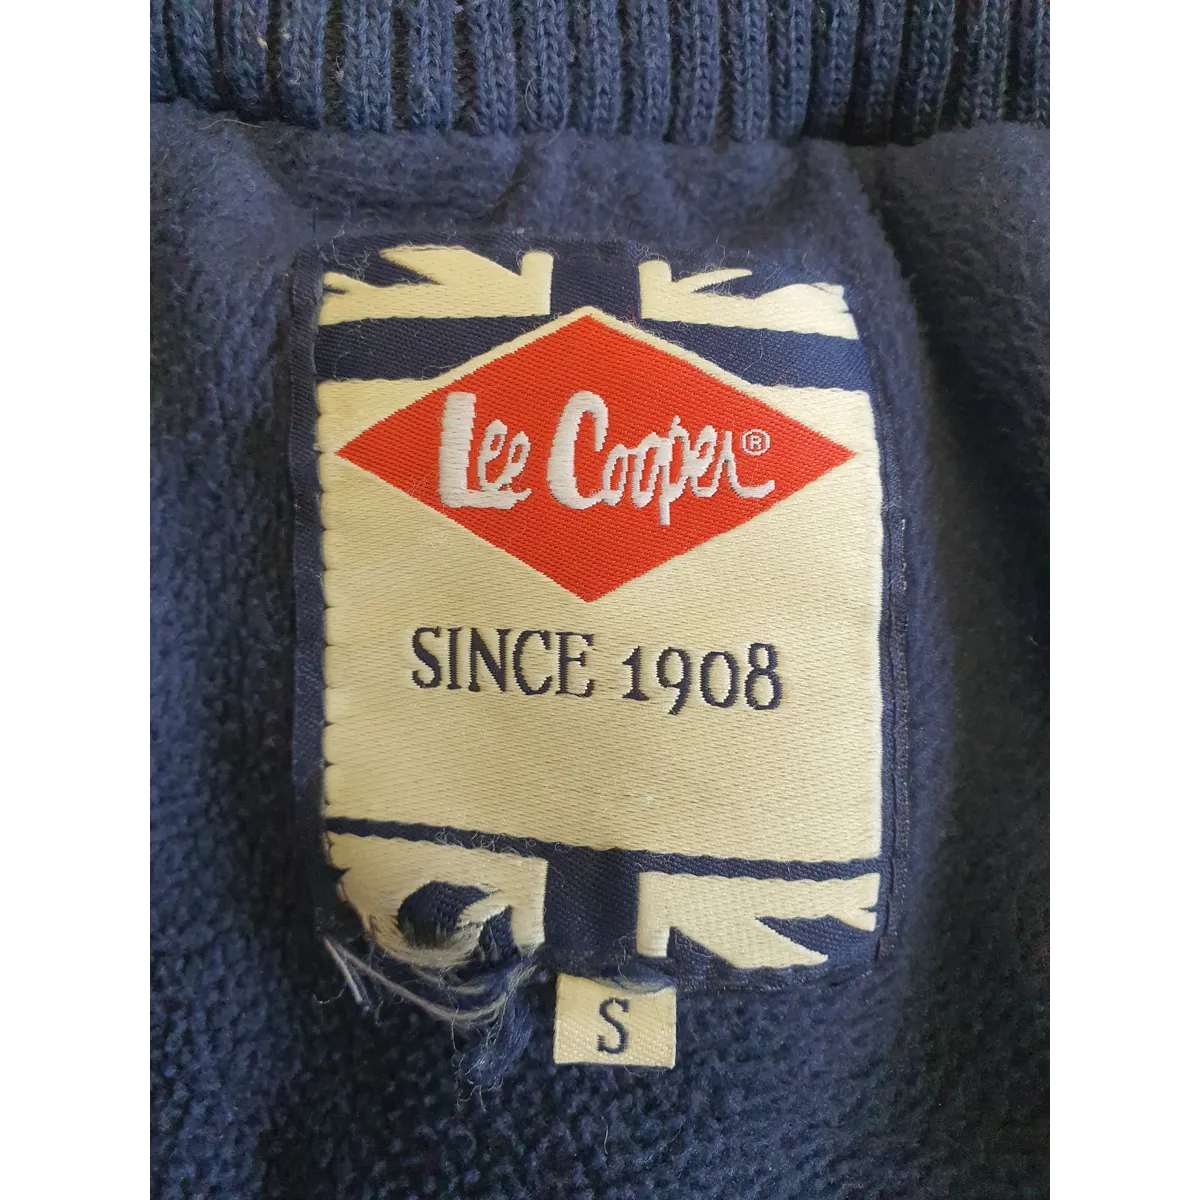 Lee Cooper®
SINCE 1908
S